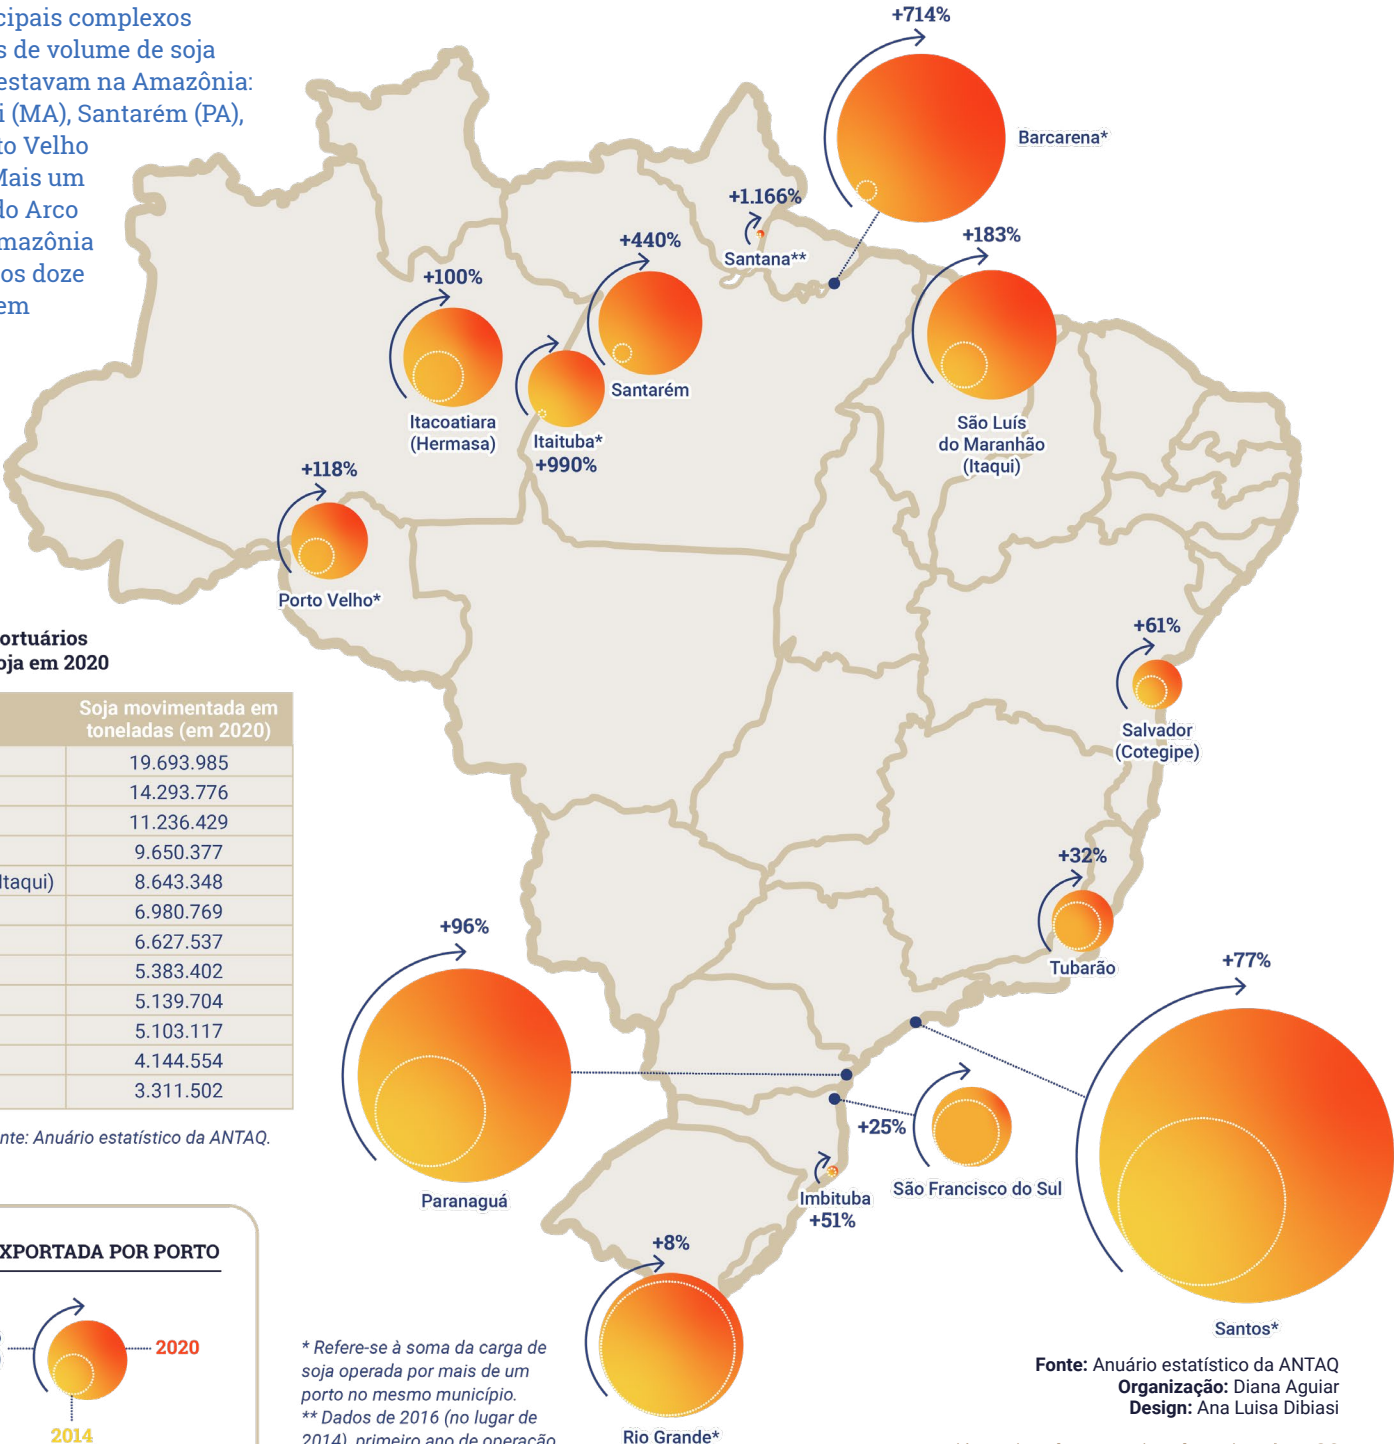 cipais complexos
s de volume de soja
estavam na Amazônia:
i (MA), Santarém (PA),
to Velho
Mais um
do Arco
mazônia
os doze
em
+714%
Barcarena*
+1.166%
Santana**
+183%
São Luís
do Maranhão
(Itaqui)
+440%
Santarém
+100%
Itacoatiara
(Hermasa)
Itaituba*
+990%
+118%
Porto Velho*
+61%
Salvador
(Cotegipe)
+32%
Tubarão
+96%
Paranaguá
+77%
Santos*
+25%
São Francisco do Sul
Imbituba
+51%
+8%
Rio Grande*
ortuários
oja em 2020
Soja movimentada em
toneladas (em 2020)
19.693.985
14.293.776
11.236.429
9.650.377
Itaqui) 8.643.348
6.980.769
6.627.537
5.383.402
5.139.704
5.103.117
4.144.554
3.311.502
nte: Anuário estatístico da ANTAQ.
XPORTADA POR PORTO
2020
2014
* Refere-se à soma da carga de
soja operada por mais de um
porto no mesmo município.
** Dados de 2016 (no lugar de
2014), primeiro ano de operação
Fonte: Anuário estatístico da ANTAQ
Organização: Diana Aguiar
Design: Ana Luisa Dibiasi